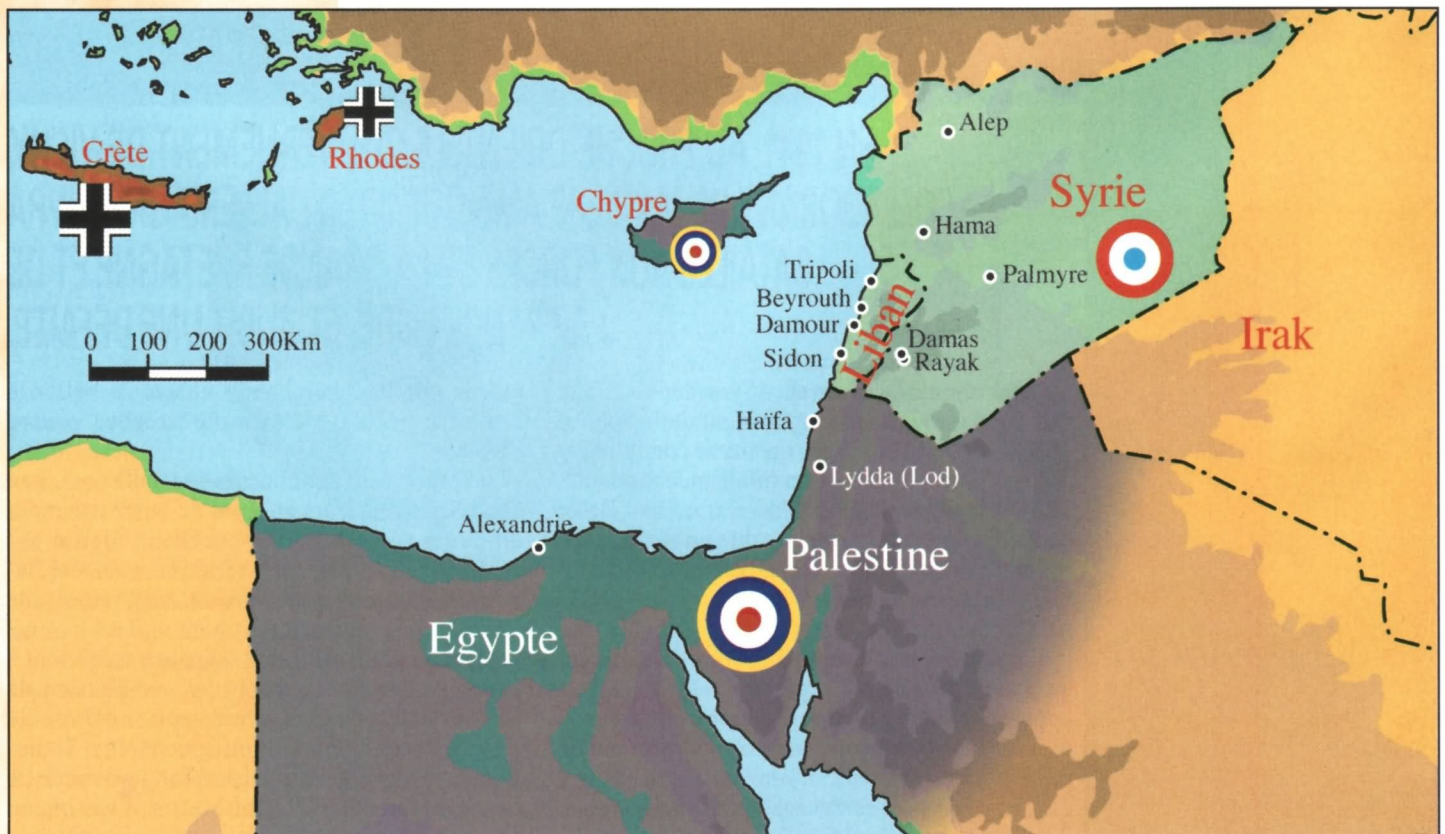 Crète
Rhodes
Chypre
Alep
Syrie
Hama
Palmyre
Tripoli
Beyrouth
Damour
Sidon
Liban
Damas
Rayak
Irak
0 100 200 300Km
Haïfa
Lydda (Lod)
Alexandrie
Palestine
Egypte